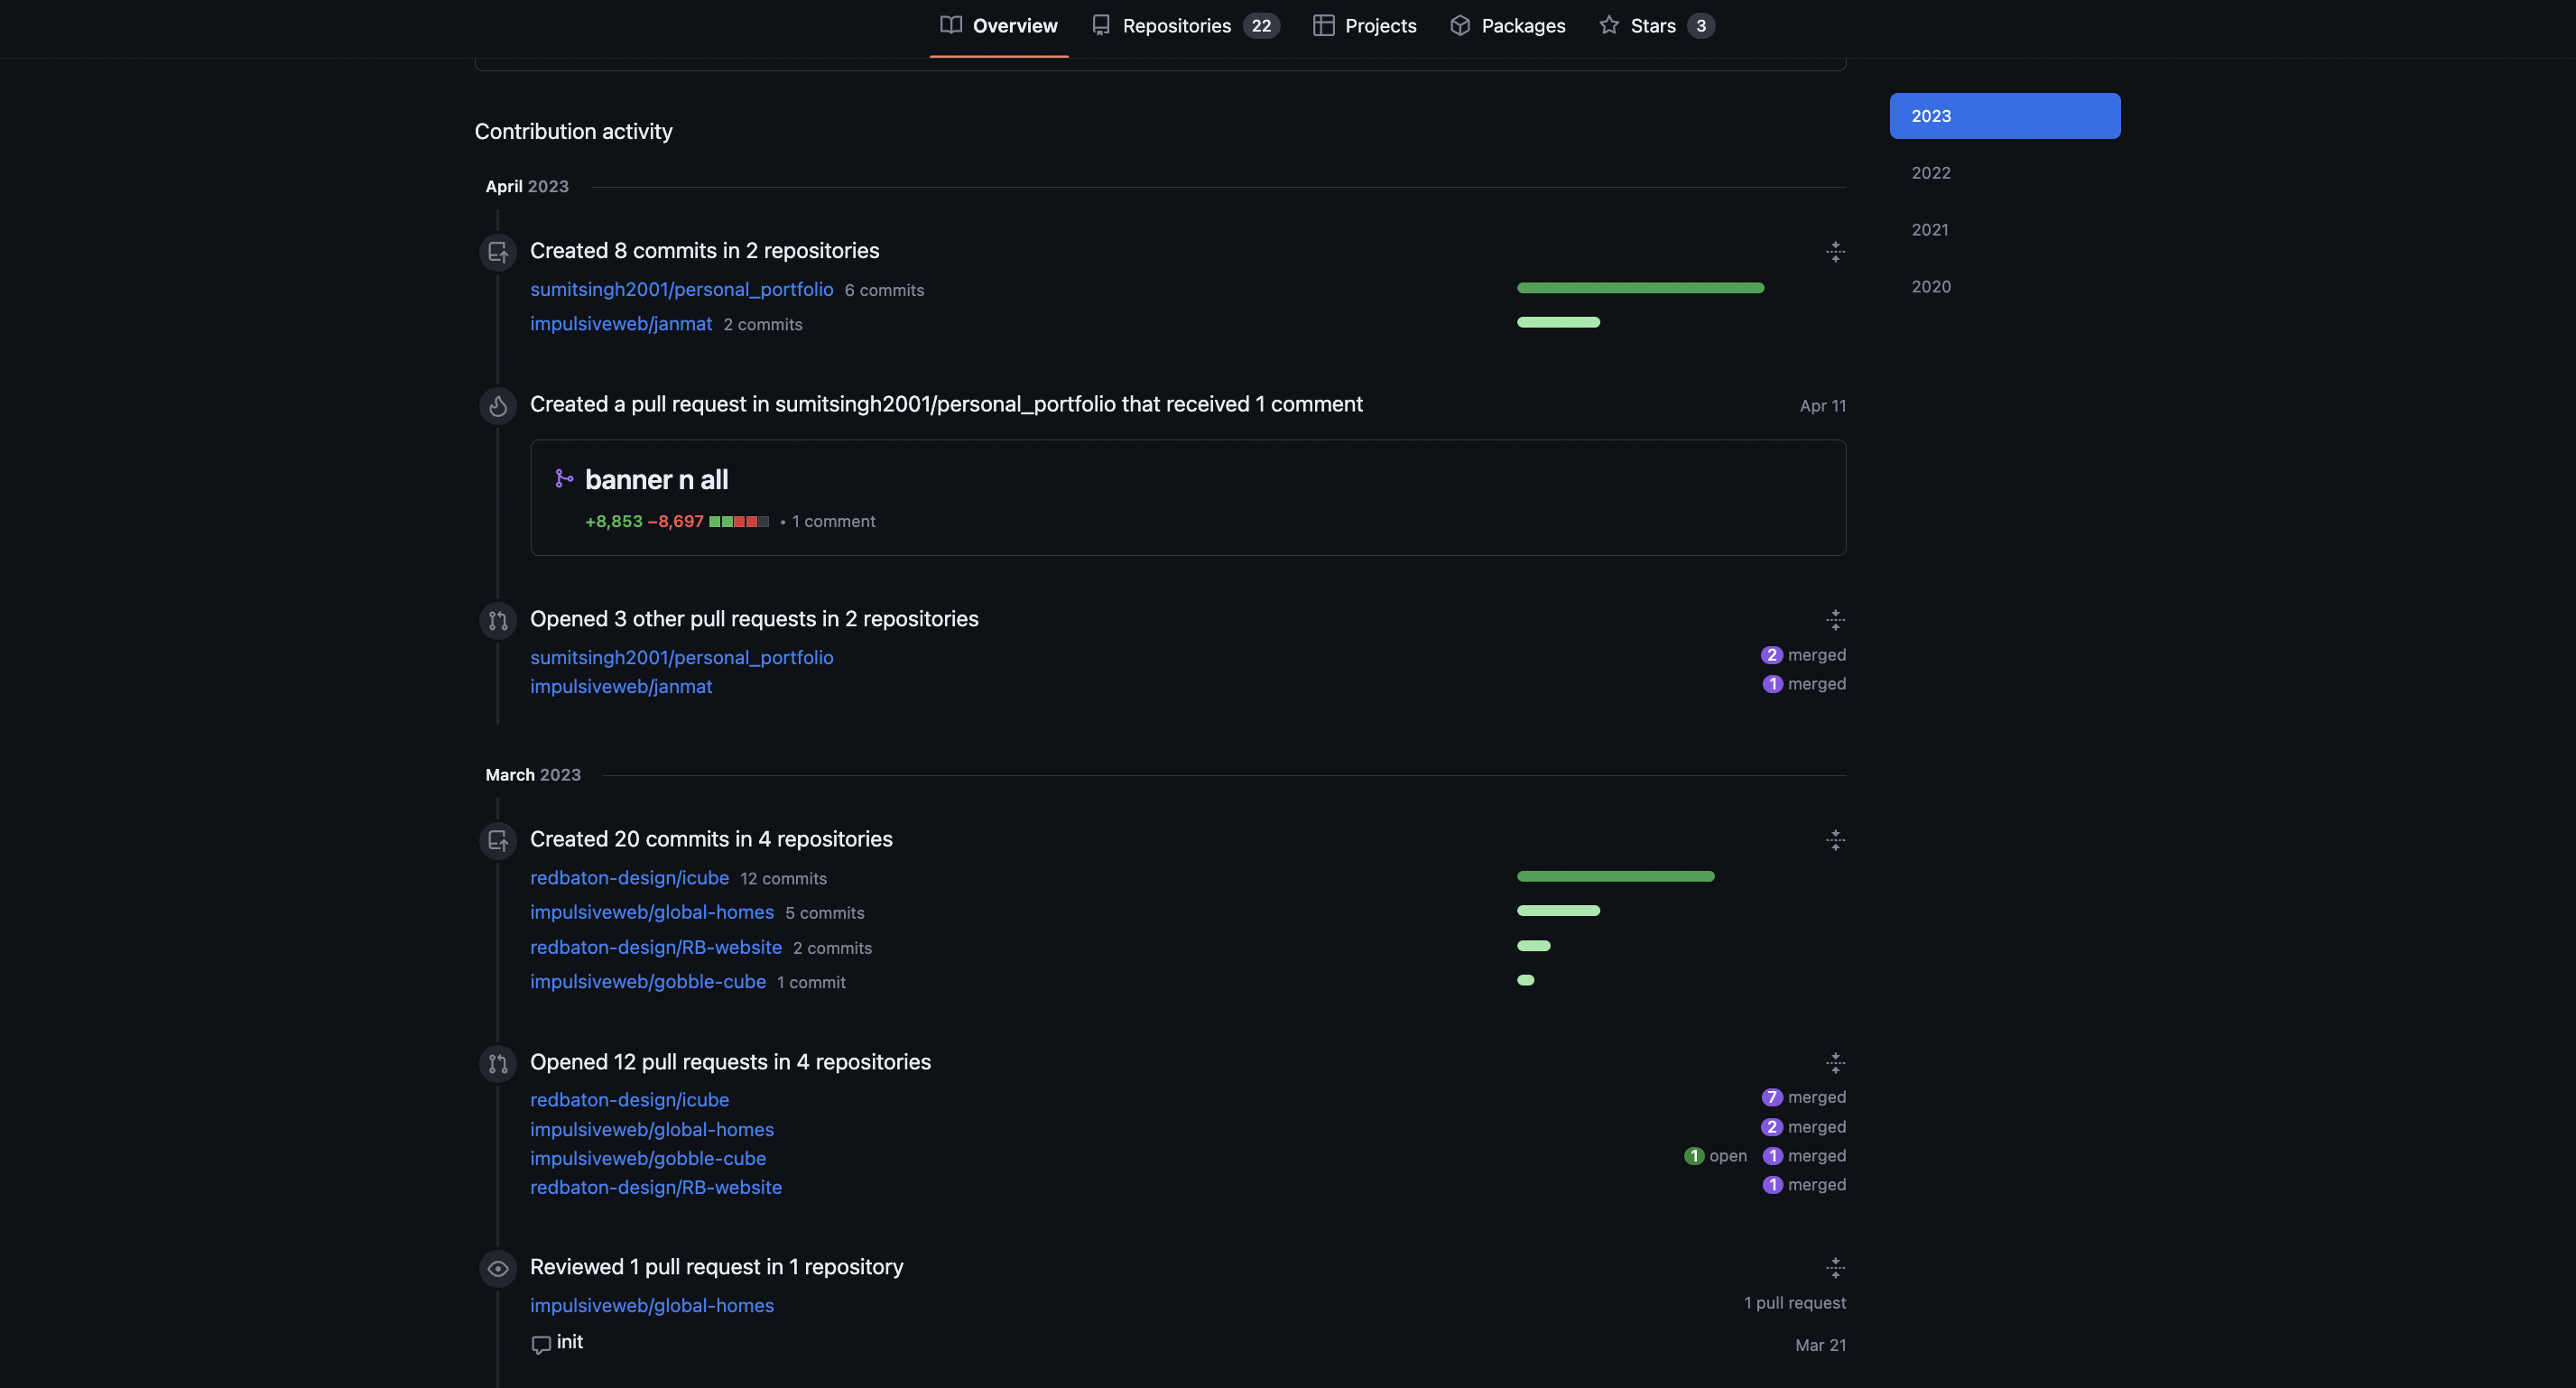 Overview Repositories 22 Projects Packages Stars 3
Contribution activity
2023
2022
2021
2020
April 2023
Created 8 commits in 2 repositories
sumitsingh2001/personal_portfolio 6 commits
impulsiveweb/janmat 2 commits
Created a pull request in sumitsingh2001/personal_portfolio that received 1 comment Apr 11
banner n all
+8,853 −8,697 • 1 comment
Opened 3 other pull requests in 2 repositories
sumitsingh2001/personal_portfolio 2 merged
impulsiveweb/janmat 1 merged
March 2023
Created 20 commits in 4 repositories
redbaton-design/icube 12 commits
impulsiveweb/global-homes 5 commits
redbaton-design/RB-website 2 commits
impulsiveweb/gobble-cube 1 commit
Opened 12 pull requests in 4 repositories
redbaton-design/icube 7 merged
impulsiveweb/global-homes 2 merged
impulsiveweb/gobble-cube 1 open 1 merged
redbaton-design/RB-website 1 merged
Reviewed 1 pull request in 1 repository
impulsiveweb/global-homes 1 pull request
init Mar 21